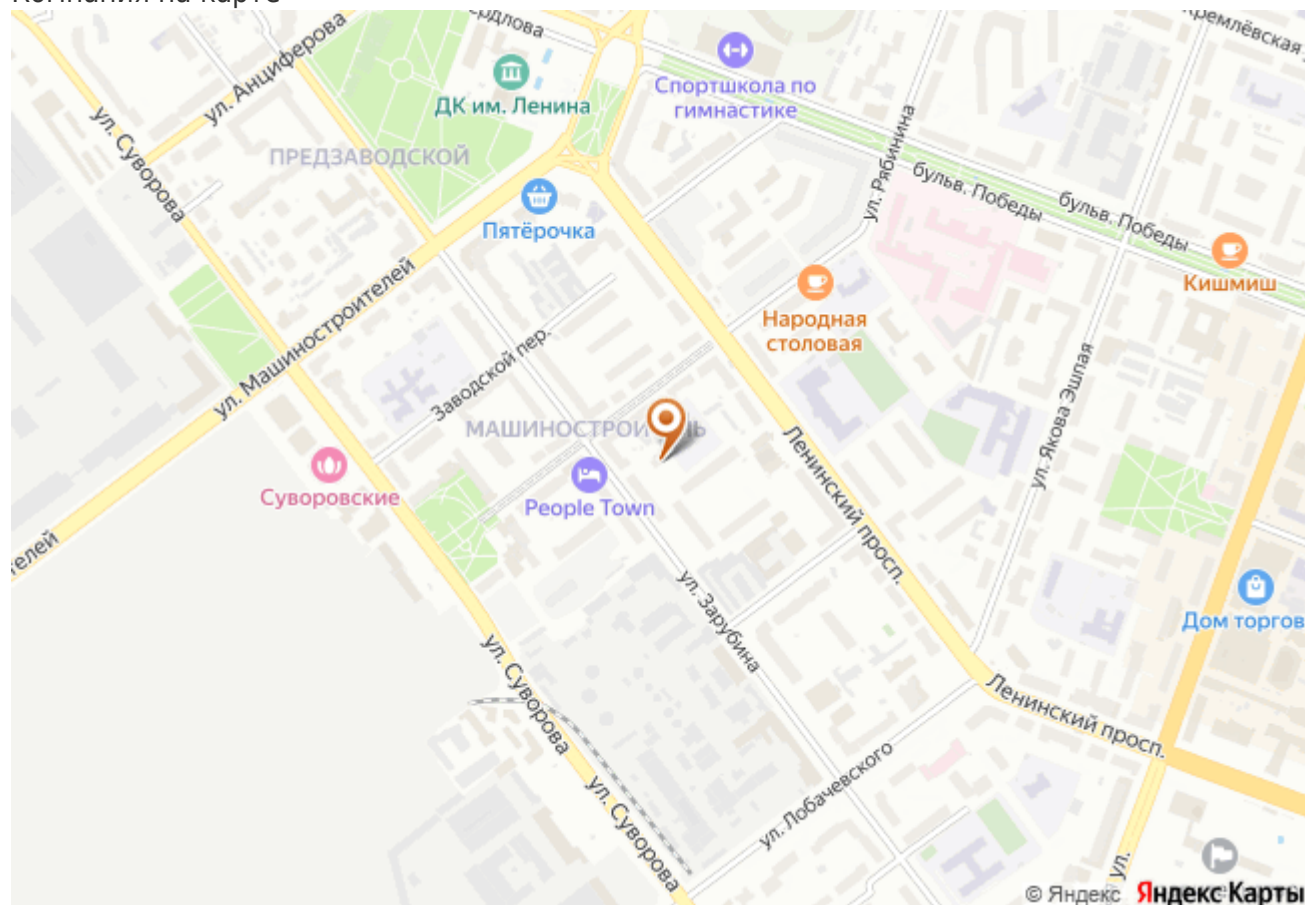 ул. Анциферова
Кремлёвская
ДК им. Ленина
Спортшкола по
гимнастике
ул. Суворова
ПРЕДЗАВОДСКОЙ
ул. Рябинина
бульв. Победы
бульв. Победы
Пятёрочка
Кишмиш
Народная
столовая
ул. Машиностроителей
Заводской пер.
ул. Якова Эшпая
Суворовские
People Town
Ленинский просп.
ул. Зарубина
Дом торгов
ул. Суворова
Ленинский просп.
ул. Лобачевского
ул. Суворова
ул.
© Яндекс Яндекс Карты